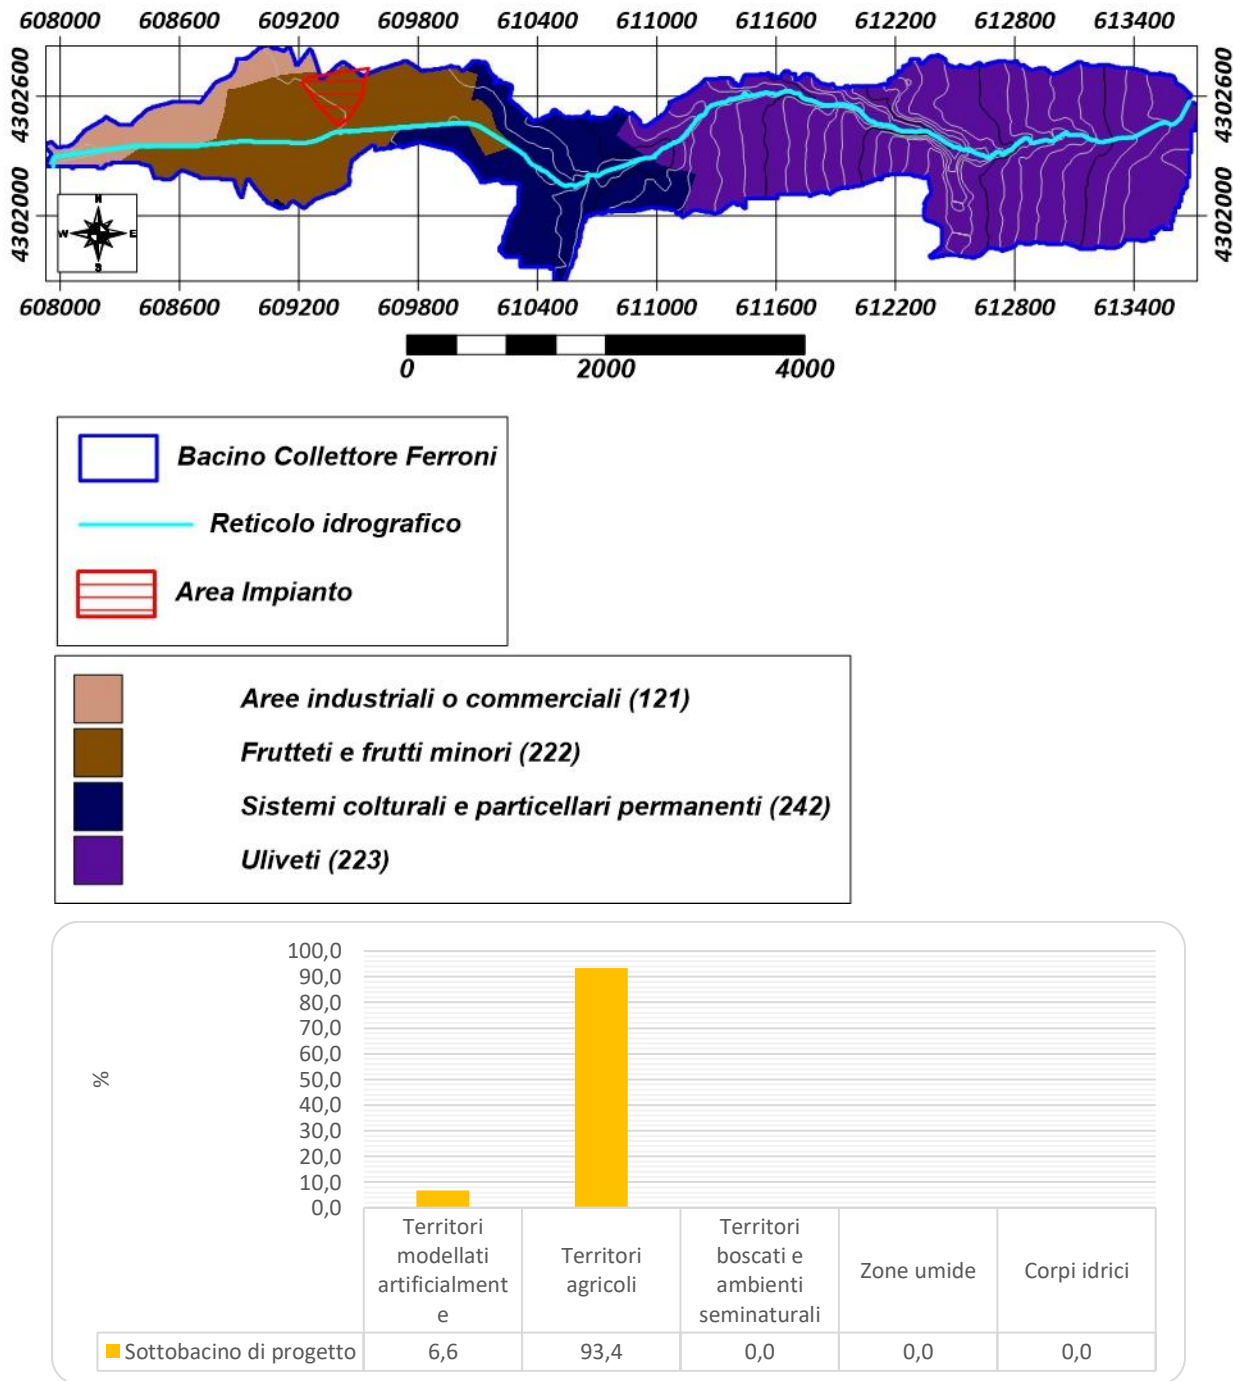 608000 608600 609200 609800 610400 611000 611600 612200 612800 613400
4302600 4302600
4302000 4302000
N
W E
S
608000 608600 609200 609800 610400 611000 611600 612200 612800 613400
0 2000 4000
Bacino Collettore Ferroni
Reticolo idrografico
Area Impianto
Aree industriali o commerciali (121)
Frutteti e frutti minori (222)
Sistemi colturali e particellari permanenti (242)
Uliveti (223)
100,0
90,0
80,0
70,0
60,0
50,0
40,0
30,0
20,0
10,0
0,0
%
Territori
modellati
artificialment
e
Territori
agricoli
Territori
boscati e
ambienti
seminaturali
Zone umide
Corpi idrici
Sottobacino di progetto 6,6 93,4 0,0 0,0 0,0